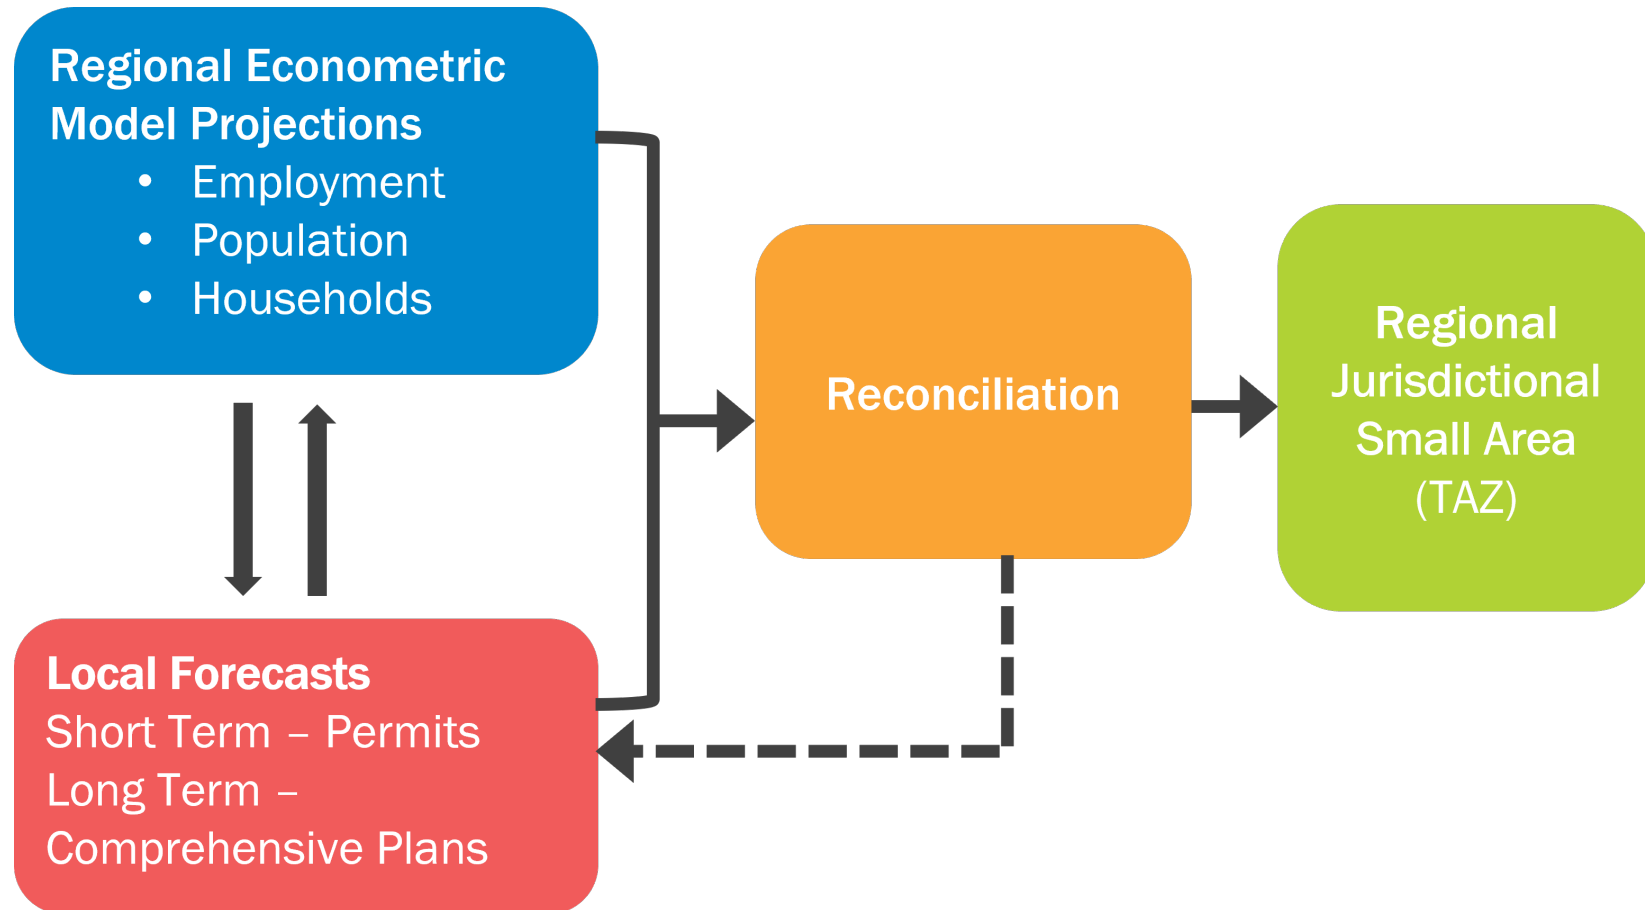 Regional Econometric
Model Projections
• Employment
• Population
• Households
Local Forecasts
Short Term – Permits
Long Term –
Comprehensive Plans
Reconciliation
Regional
Jurisdictional
Small Area
(TAZ)